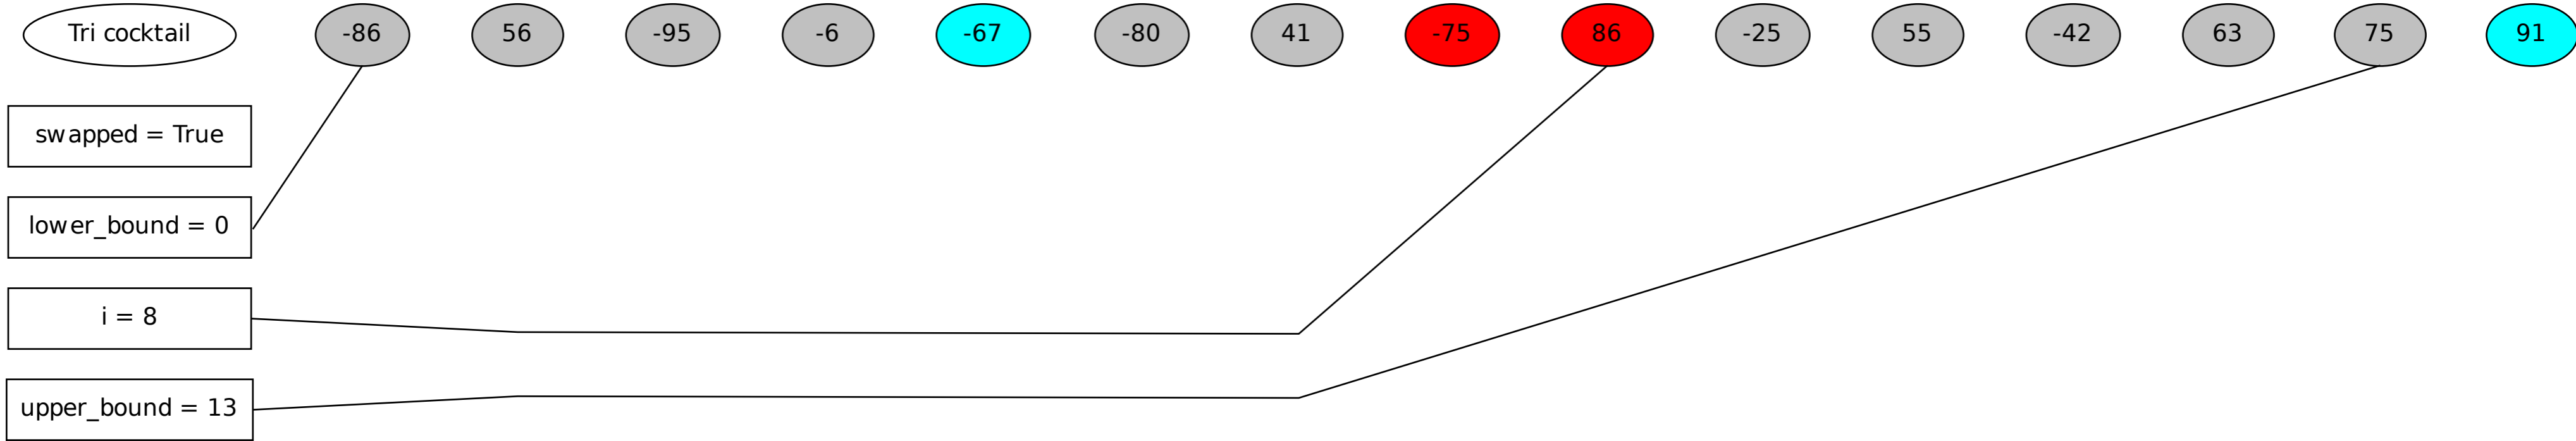 Tri cocktail -86 56 -95 -6 -67 -80 41 -75 86 -25 55 -42 63 75 91
swapped = True
lower_bound = 0
i = 8
upper_bound = 13